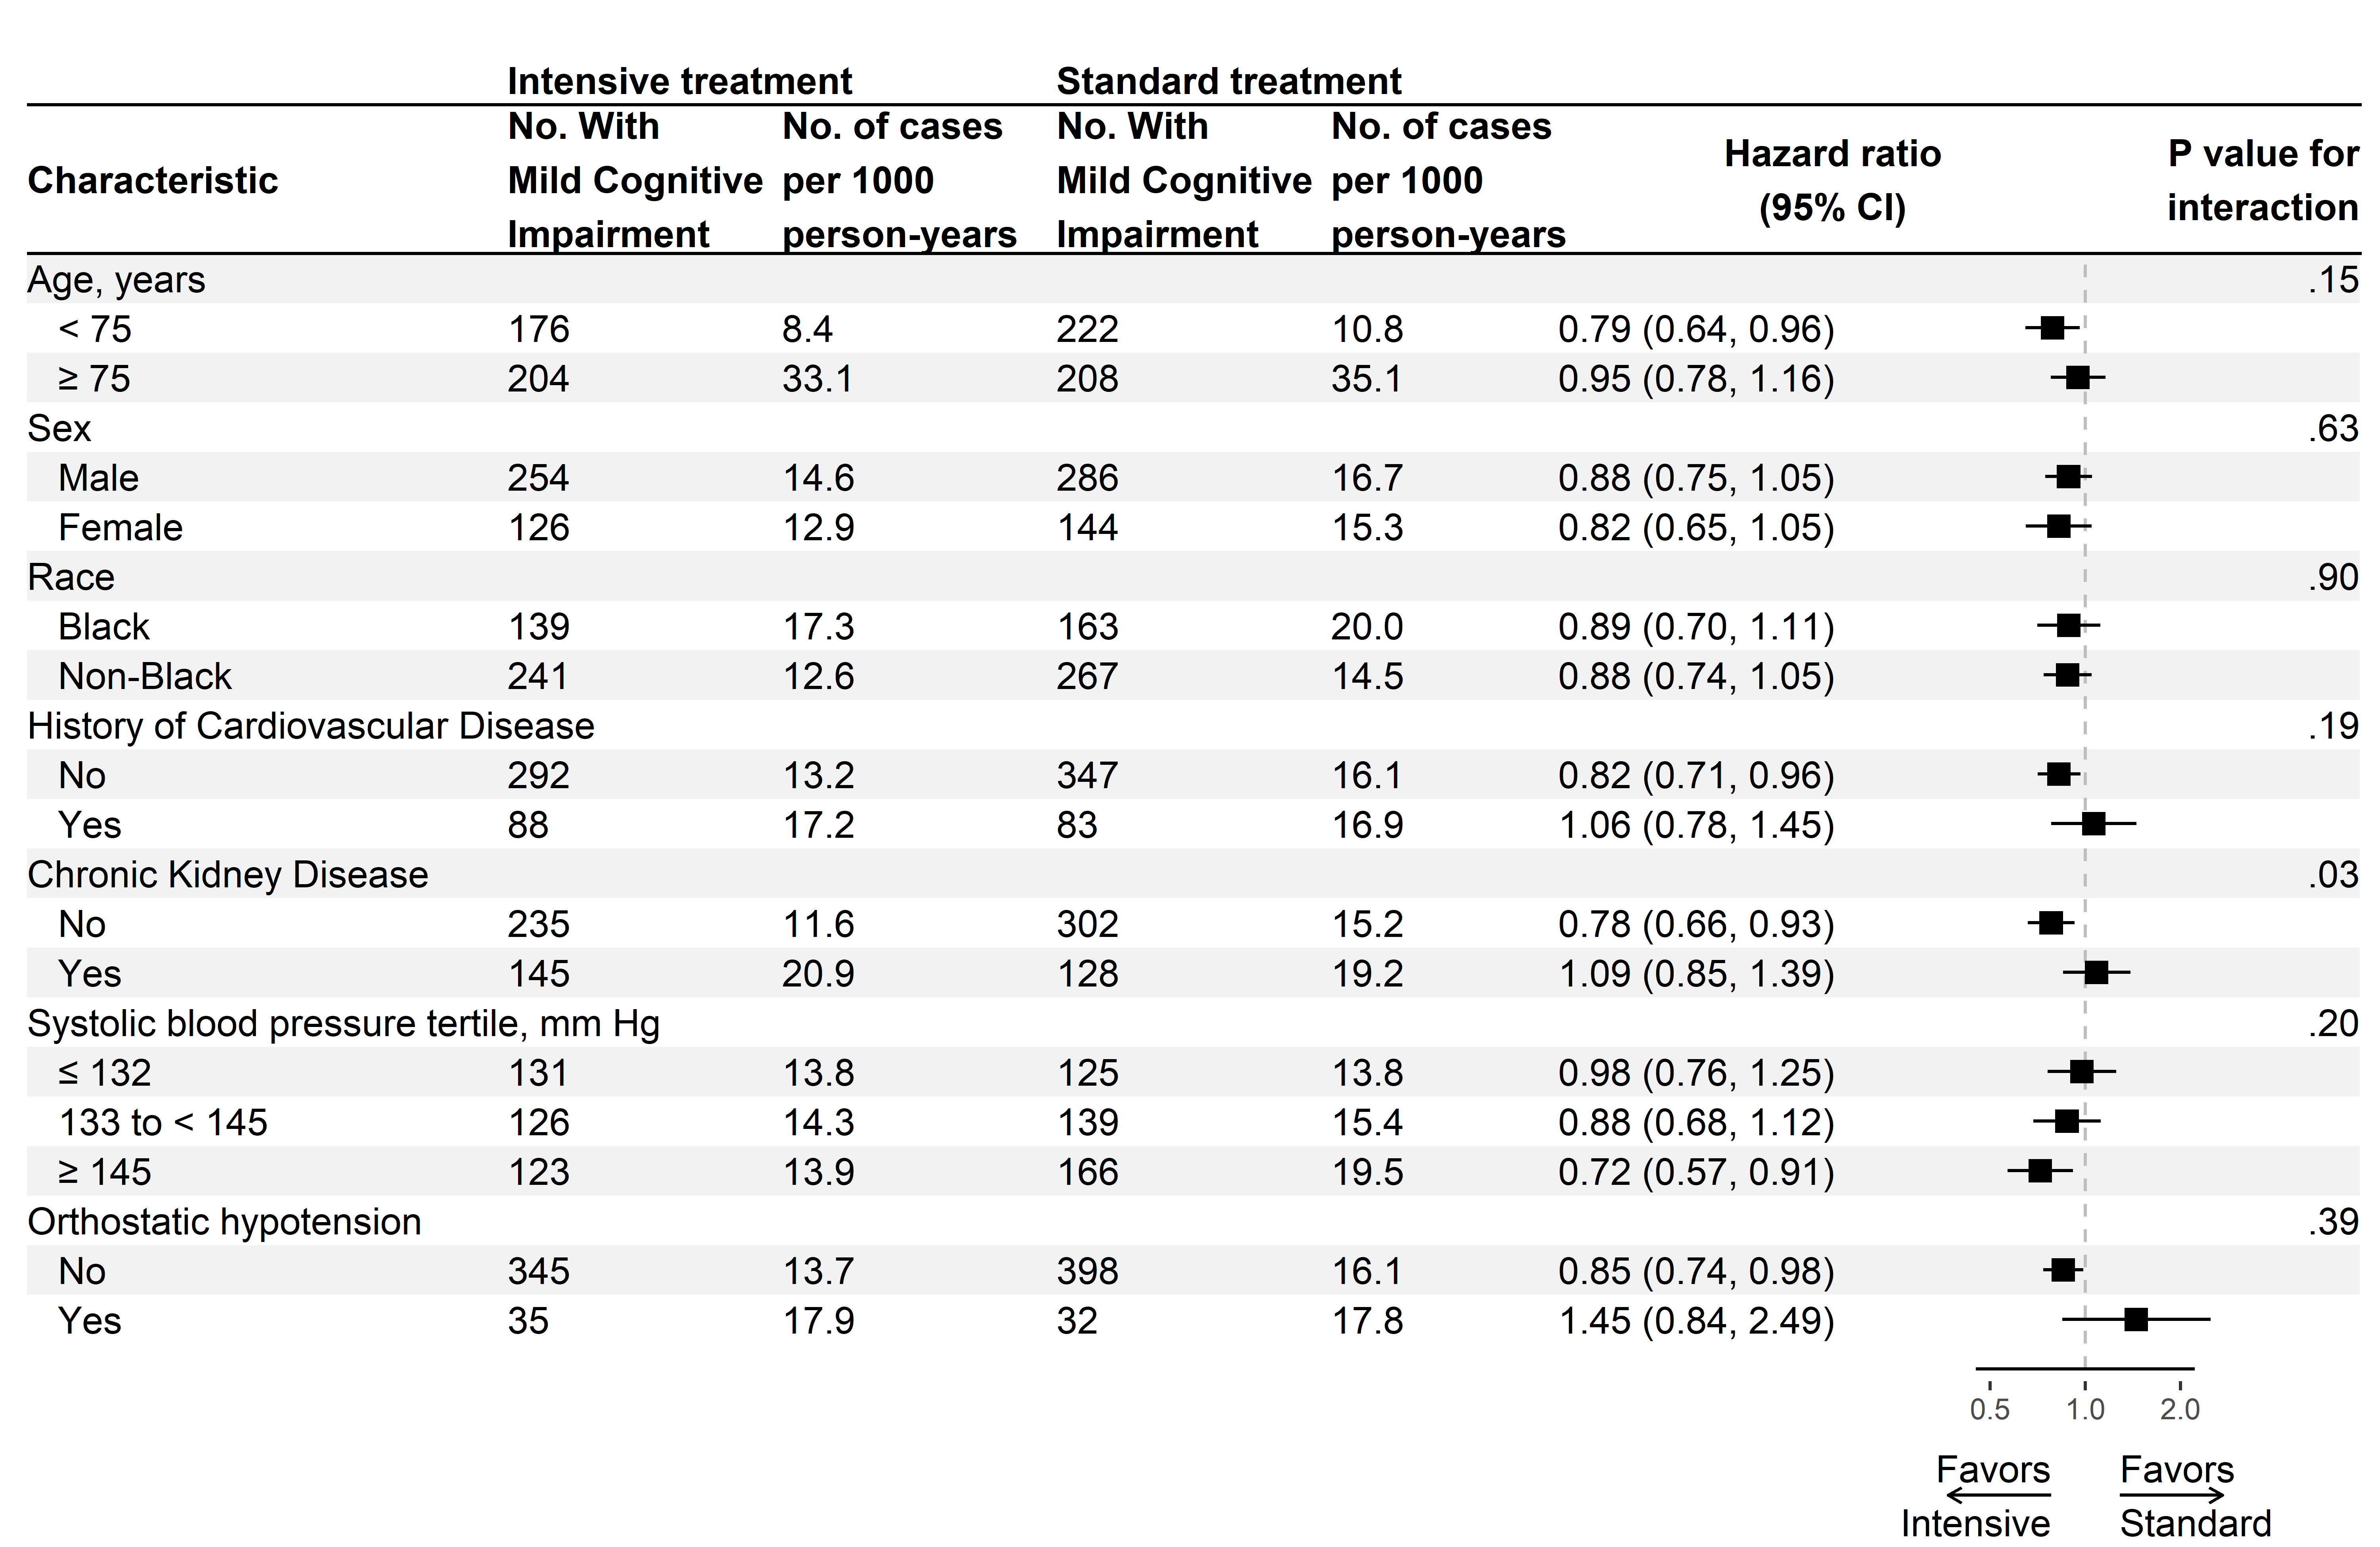 Intensive treatment Standard treatment
Characteristic No. With Mild Cognitive Impairment No. of cases per 1000 person-years No. With Mild Cognitive Impairment No. of cases per 1000 person-years Hazard ratio (95% CI) P value for interaction
Age, years .15
< 75 176 8.4 222 10.8 0.79 (0.64, 0.96)
≥ 75 204 33.1 208 35.1 0.95 (0.78, 1.16)
Sex .63
Male 254 14.6 286 16.7 0.88 (0.75, 1.05)
Female 126 12.9 144 15.3 0.82 (0.65, 1.05)
Race .90
Black 139 17.3 163 20.0 0.89 (0.70, 1.11)
Non-Black 241 12.6 267 14.5 0.88 (0.74, 1.05)
History of Cardiovascular Disease .19
No 292 13.2 347 16.1 0.82 (0.71, 0.96)
Yes 88 17.2 83 16.9 1.06 (0.78, 1.45)
Chronic Kidney Disease .03
No 235 11.6 302 15.2 0.78 (0.66, 0.93)
Yes 145 20.9 128 19.2 1.09 (0.85, 1.39)
Systolic blood pressure tertile, mm Hg .20
≤ 132 131 13.8 125 13.8 0.98 (0.76, 1.25)
133 to < 145 126 14.3 139 15.4 0.88 (0.68, 1.12)
≥ 145 123 13.9 166 19.5 0.72 (0.57, 0.91)
Orthostatic hypotension .39
No 345 13.7 398 16.1 0.85 (0.74, 0.98)
Yes 35 17.9 32 17.8 1.45 (0.84, 2.49)
0.5 1.0 2.0
Favors Favors
Intensive Standard